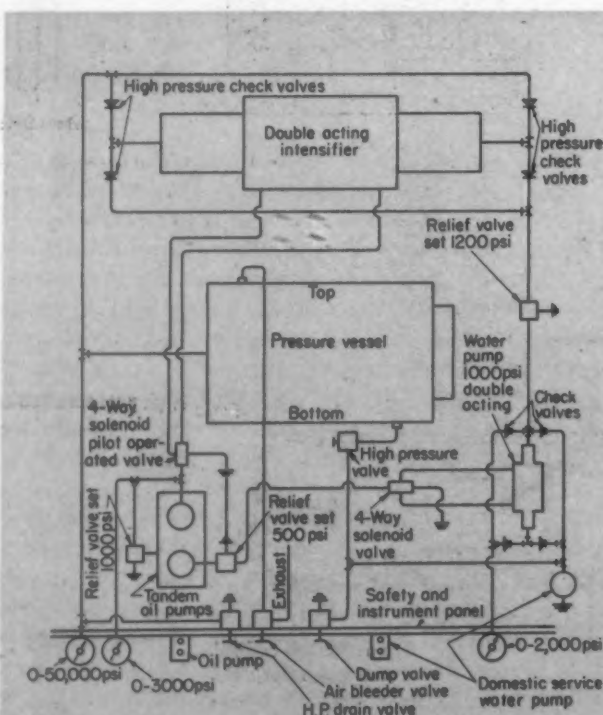 High pressure check valves
Double acting
intensifier
High
pressure
check
valves
Relief valve
set 1200 psi
Top
Pressure vessel
Bottom
Water
pump
1000psi
double
acting
Check
valves
4-Way
solenoid
pilot oper-
ated valve
High pressure
valve
4-Way
solenoid
valve
Relief valve set
1000psi
Relief
valve set
500 psi
Exhaust
Tandem
oil pumps
Safety and
instrument panel
0-50,000psi
0-3000psi
Oil pump
H.P. drain valve
Air bleeder valve
Dump valve
0-2,000psi
Domestic service
water pump